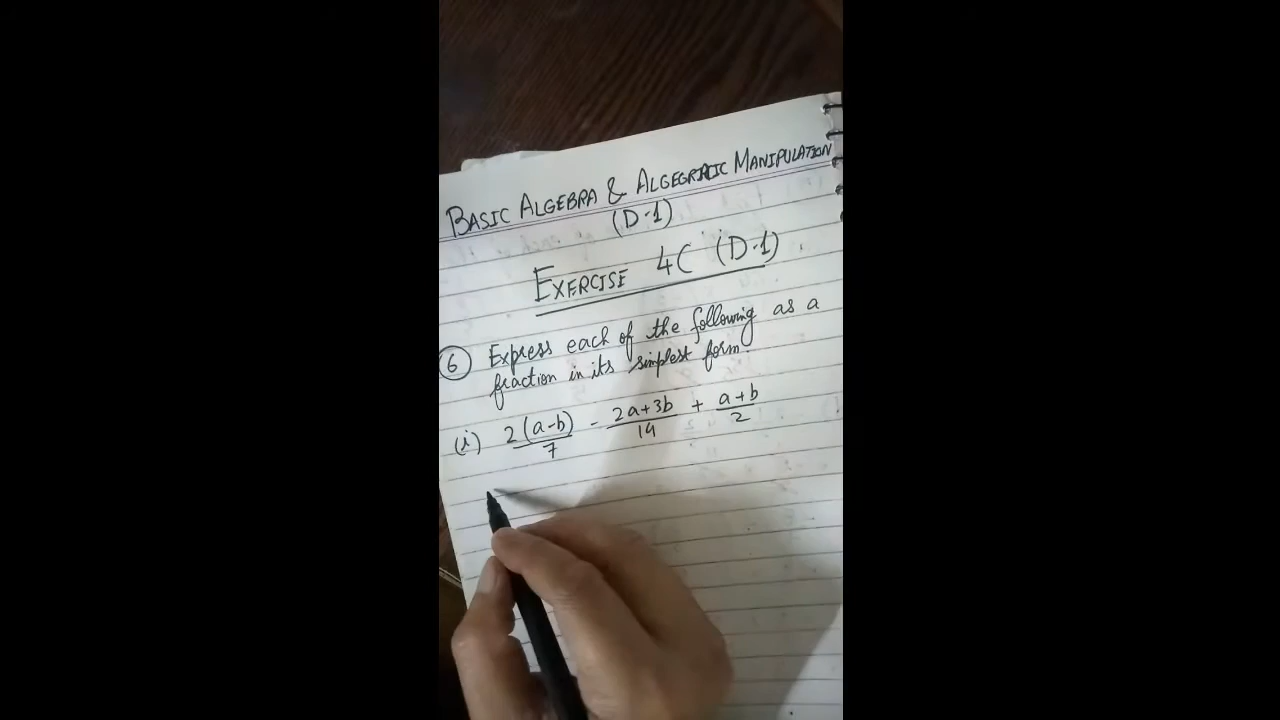 BASIC ALGEBRA & ALGEGRAIC MANIPULATION
(D-1)
EXERCISE 4C (D-1)
6 Express each of the following as a
fraction in its simplest form.
(i) 2(a-b)/7 - 2a+3b/14 + a+b/2